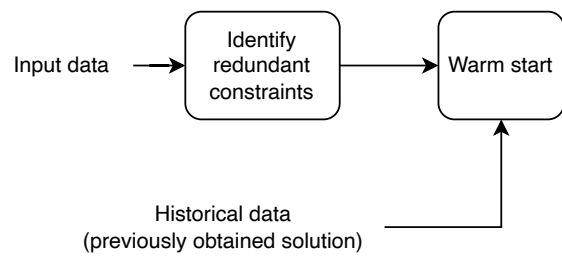 Input data
Identify
redundant
constraints
Warm start
Historical data
(previously obtained solution)